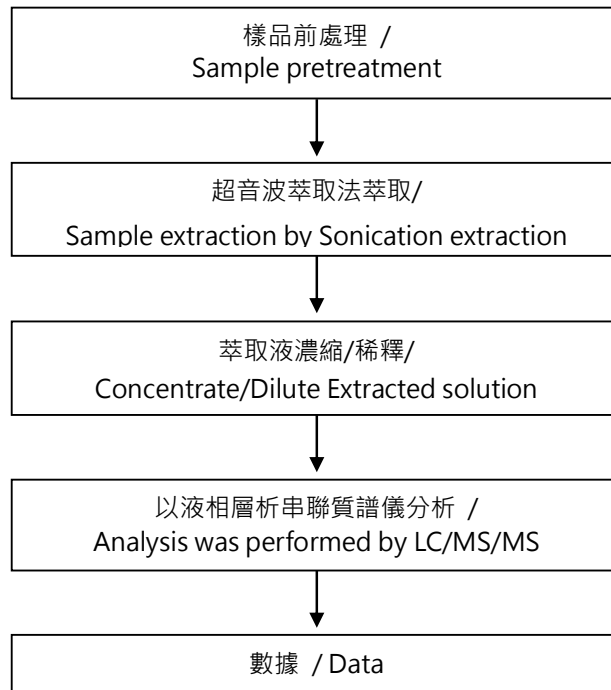 樣品前處理 /
Sample pretreatment
超音波萃取法萃取/
Sample extraction by Sonication extraction
萃取液濃縮/稀釋/
Concentrate/Dilute Extracted solution
以液相層析串聯質譜儀分析 /
Analysis was performed by LC/MS/MS
數據 / Data